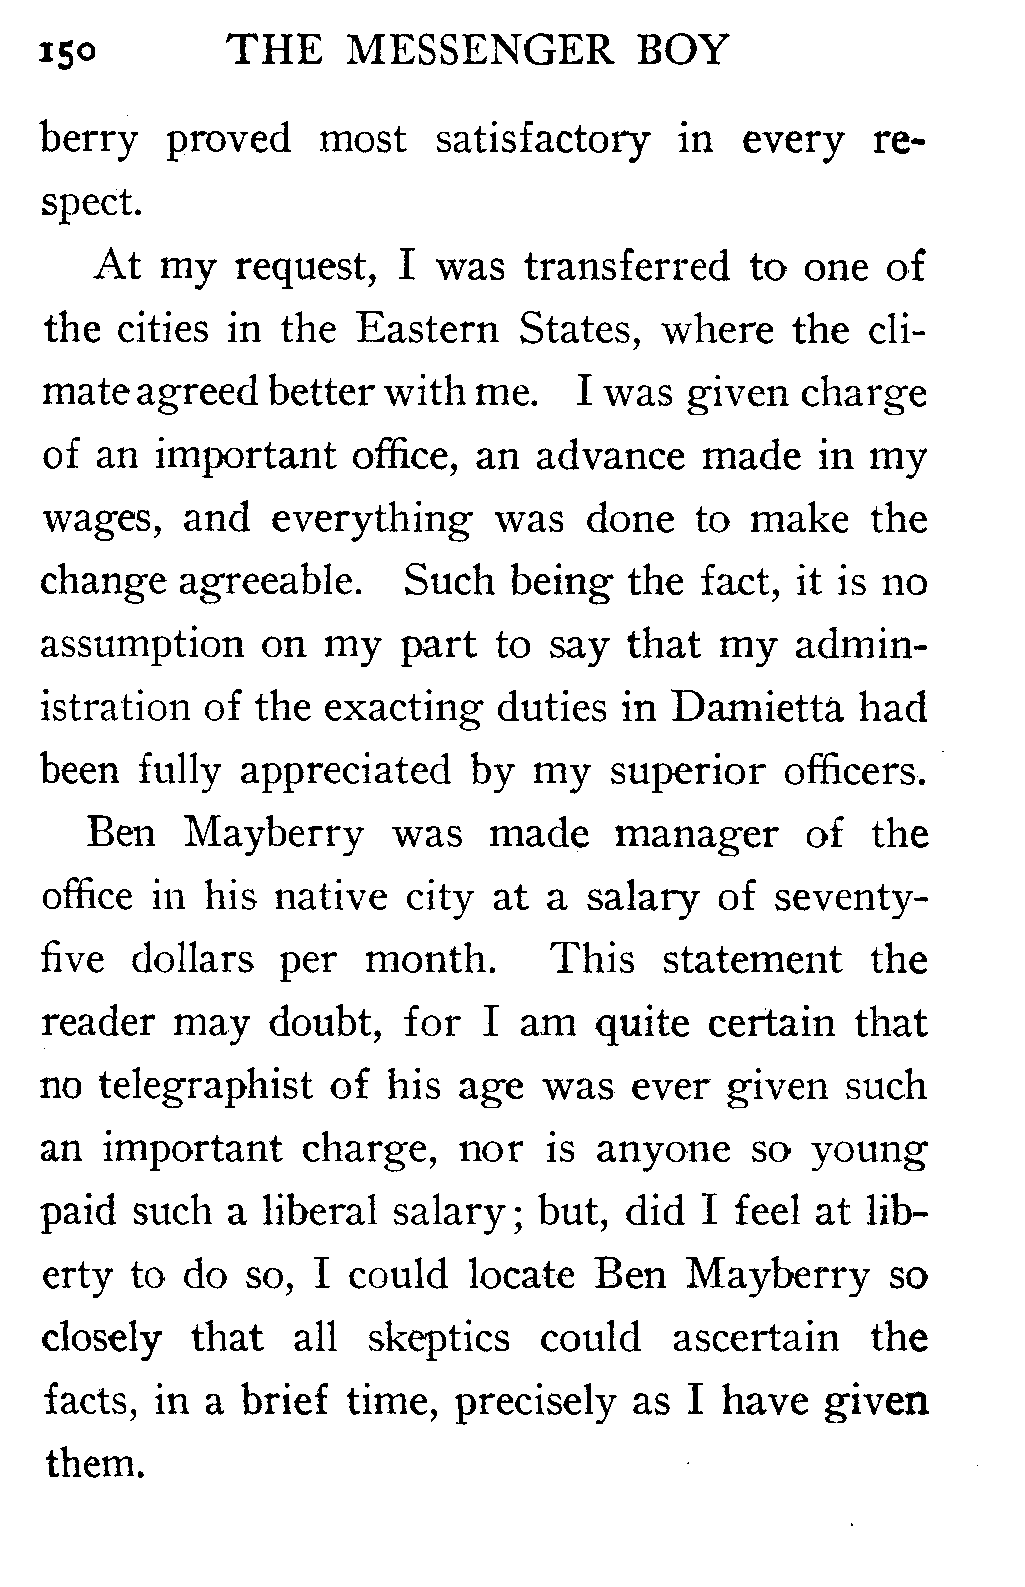 150 THE MESSENGER BOY
berry proved most satisfactory in every re-
spect.
At my request, I was transferred to one of
the cities in the Eastern States, where the cli-
mate agreed better with me. I was given charge
of an important office, an advance made in my
wages, and everything was done to make the
change agreeable. Such being the fact, it is no
assumption on my part to say that my admin-
istration of the exacting duties in Damietta had
been fully appreciated by my superior officers.
Ben Mayberry was made manager of the
office in his native city at a salary of seventy-
five dollars per month. This statement the
reader may doubt, for I am quite certain that
no telegraphist of his age was ever given such
an important charge, nor is anyone so young
paid such a liberal salary; but, did I feel at lib-
erty to do so, I could locate Ben Mayberry so
closely that all skeptics could ascertain the
facts, in a brief time, precisely as I have given
them.